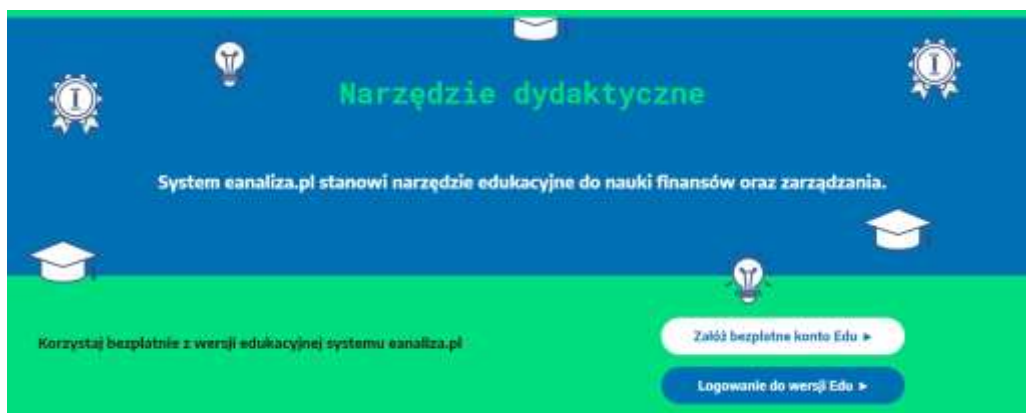 Narzędzie dydaktyczne
System eanaliza.pl stanowi narzędzie edukacyjne do nauki finansów oraz zarządzania.
Korzystaj bezpłatnie z wersji edukacyjnej systemu eanaliza.pl
Załóż bezpłatne konto Edu ►
Logowanie do wersji Edu ►